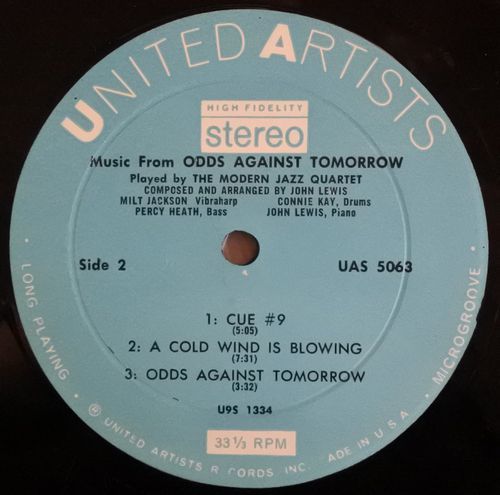 UNITED ARTISTS
HIGH FIDELITY
stereo
Music From ODDS AGAINST TOMORROW
Played by THE MODERN JAZZ QUARTET
COMPOSED AND ARRANGED BY JOHN LEWIS
MILT JACKSON Vibraharp CONNIE KAY, Drums
PERCY HEATH, Bass JOHN LEWIS, Piano
Side 2 UAS 5063
1: CUE #9
(5:05)
2: A COLD WIND IS BLOWING
(7:31)
3: ODDS AGAINST TOMORROW
(3:32)
U9S 1334
33 1/3 RPM
· LONG PLAYING · ® UNITED ARTISTS R CORDS INC. MADE IN U.S.A. · MICROGROOVE ·